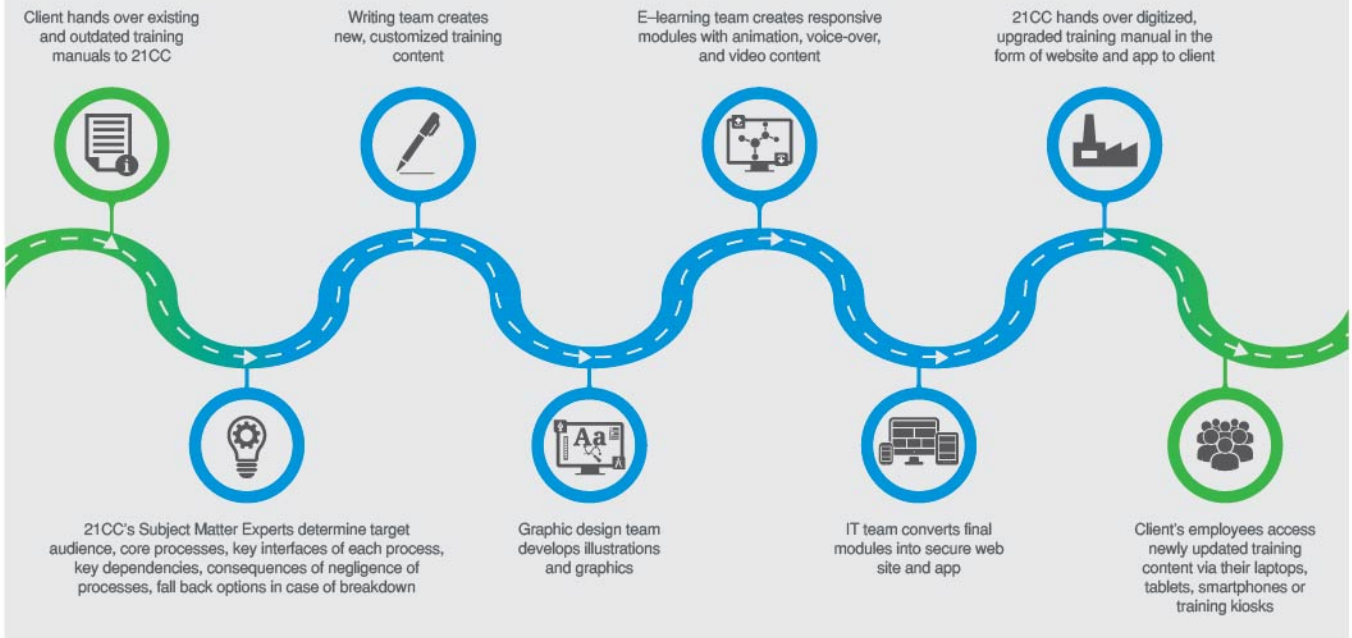 Client hands over existing
and outdated training
manuals to 21CC
Writing team creates
new, customized training
content
E–learning team creates responsive
modules with animation, voice-over,
and video content
21CC hands over digitized,
upgraded training manual in the
form of website and app to client
i
Aa
21CC's Subject Matter Experts determine target
audience, core processes, key interfaces of each process,
key dependencies, consequences of negligence of
processes, fall back options in case of breakdown
Graphic design team
develops illustrations
and graphics
IT team converts final
modules into secure web
site and app
Client's employees access
newly updated training
content via their laptops,
tablets, smartphones or
training kiosks